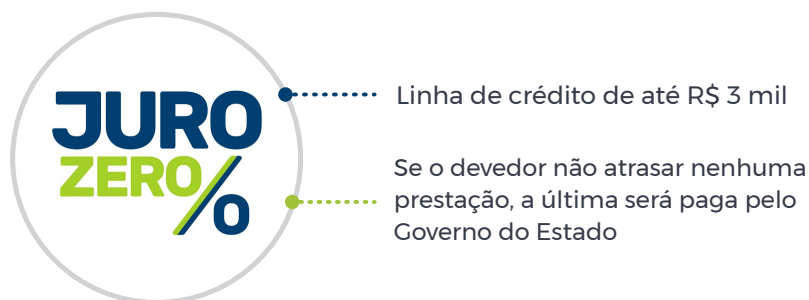 JURO
ZERO%
Linha de crédito de até R$ 3 mil
Se o devedor não atrasar nenhuma
prestação, a última será paga pelo
Governo do Estado